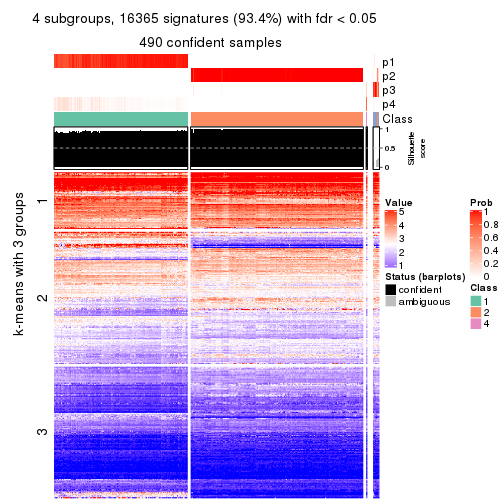 4 subgroups, 16365 signatures (93.4%) with fdr < 0.05
490 confident samples
p1
p2
p3
p4
Class
1
0.5
0
Silhouette
score
k-means with 3 groups
1
2
3
Value
5
4
3
2
1
Status (barplots)
confident
ambiguous
Prob
1
0.8
0.6
0.4
0.2
0
Class
1
2
4